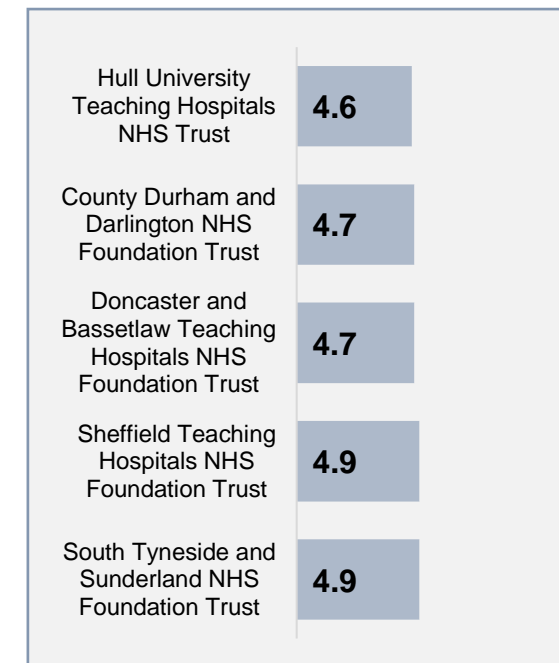 Hull University
Teaching Hospitals
NHS Trust
4.6
County Durham and
Darlington NHS
Foundation Trust
4.7
Doncaster and
Bassetlaw Teaching
Hospitals NHS
Foundation Trust
4.7
Sheffield Teaching
Hospitals NHS
Foundation Trust
4.9
South Tyneside and
Sunderland NHS
Foundation Trust
4.9